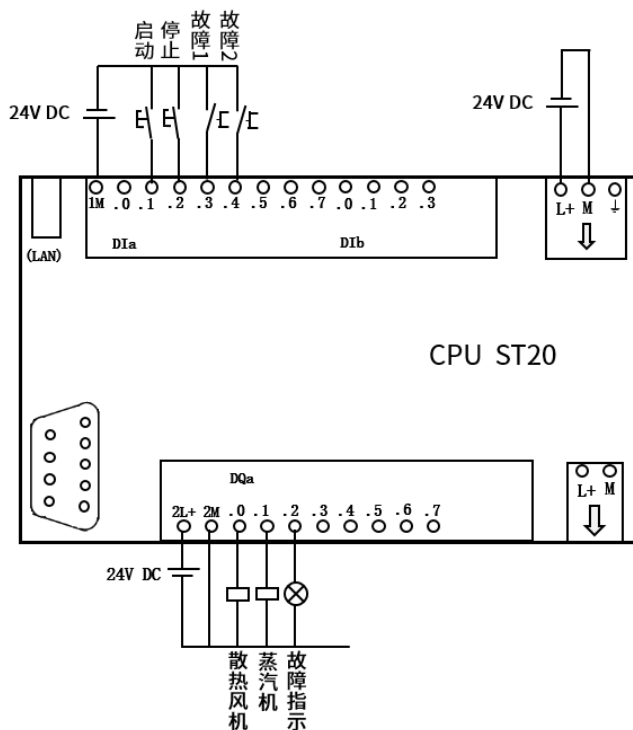 启动
停止
故障1
故障2
24V DC
24V DC
1M .0 .1 .2 .3 .4 .5 .6 .7 .0 .1 .2 .3
L+ M
DIa DIb
(LAN)
CPU ST20
DQa
2L+ 2M .0 .1 .2 .3 .4 .5 .6 .7
L+ M
24V DC
散热风机
蒸汽机
故障指示